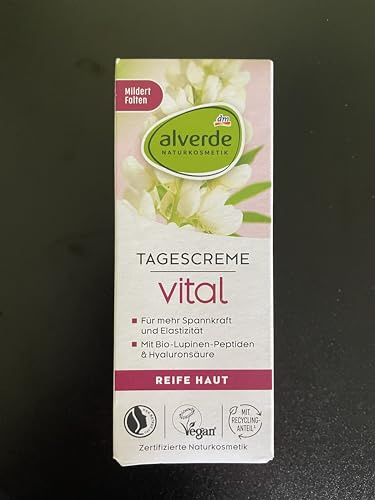 Mildert
Falten
dm
alverde
NATURKOSMETIK
TAGESCREME
vital
Für mehr Spannkraft
und Elastizität
Mit Bio-Lupinen-Peptiden
& Hyaluronsäure
REIFE HAUT
Vegan
MIT
RECYCLING-
ANTEIL
Zertifizierte Naturkosmetik